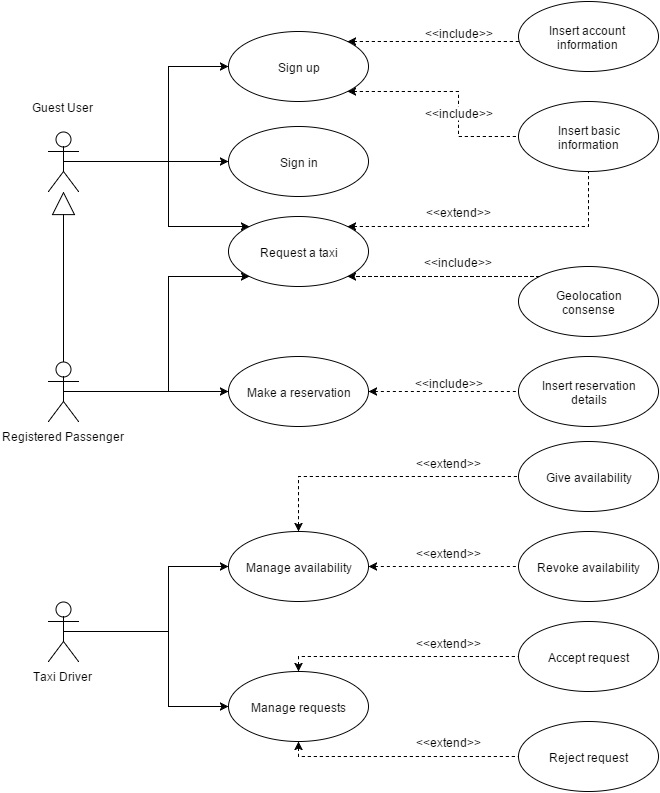 <<include>>
Insert account
information
Sign up
Guest User
<<include>>
Insert basic
information
Sign in
<<extend>>
Request a taxi
<<include>>
Geolocation
consense
<<include>>
Make a reservation
Insert reservation
details
Registered Passenger
<<extend>>
Give availability
<<extend>>
Manage availability
Revoke availability
<<extend>>
Accept request
Taxi Driver
Manage requests
<<extend>>
Reject request